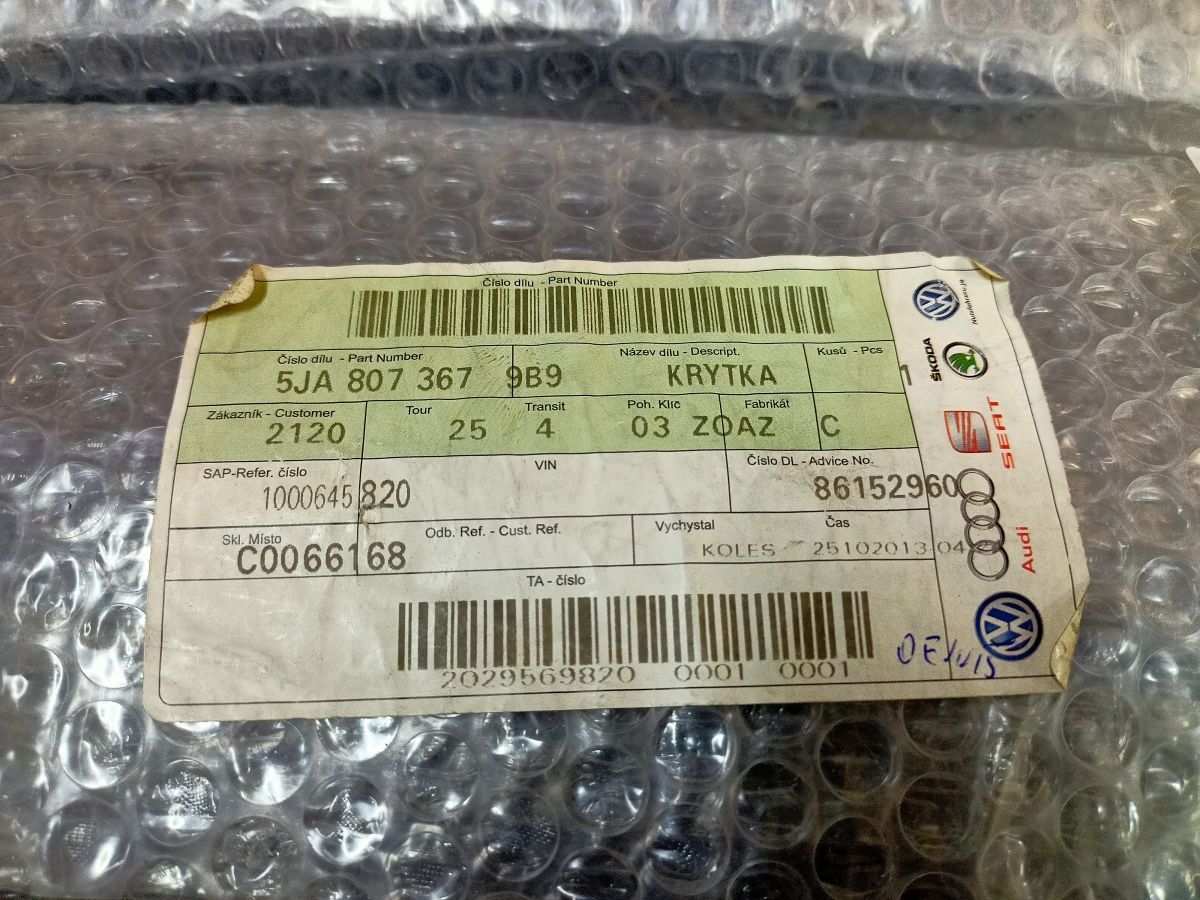 Číslo dílu - Part Number
Číslo dílu - Part Number Název dílu - Descript. Kusů - Pcs
5JA 807 367 9B9 KRYTKA 1
Zákazník - Customer Tour Transit Poh. Klíč Fabrikát
2120 25 4 03 ZOAZ C
SAP-Refer. číslo VIN Číslo DL - Advice No.
1000645820 86152960
Skl. Místo Odb. Ref. - Cust. Ref. Vychystal Čas
C0066168 KOLES 25102013 04
TA - číslo
2029569820 0001 0001
Nutzfahrzeuge
ŠKODA
SEAT
Audi